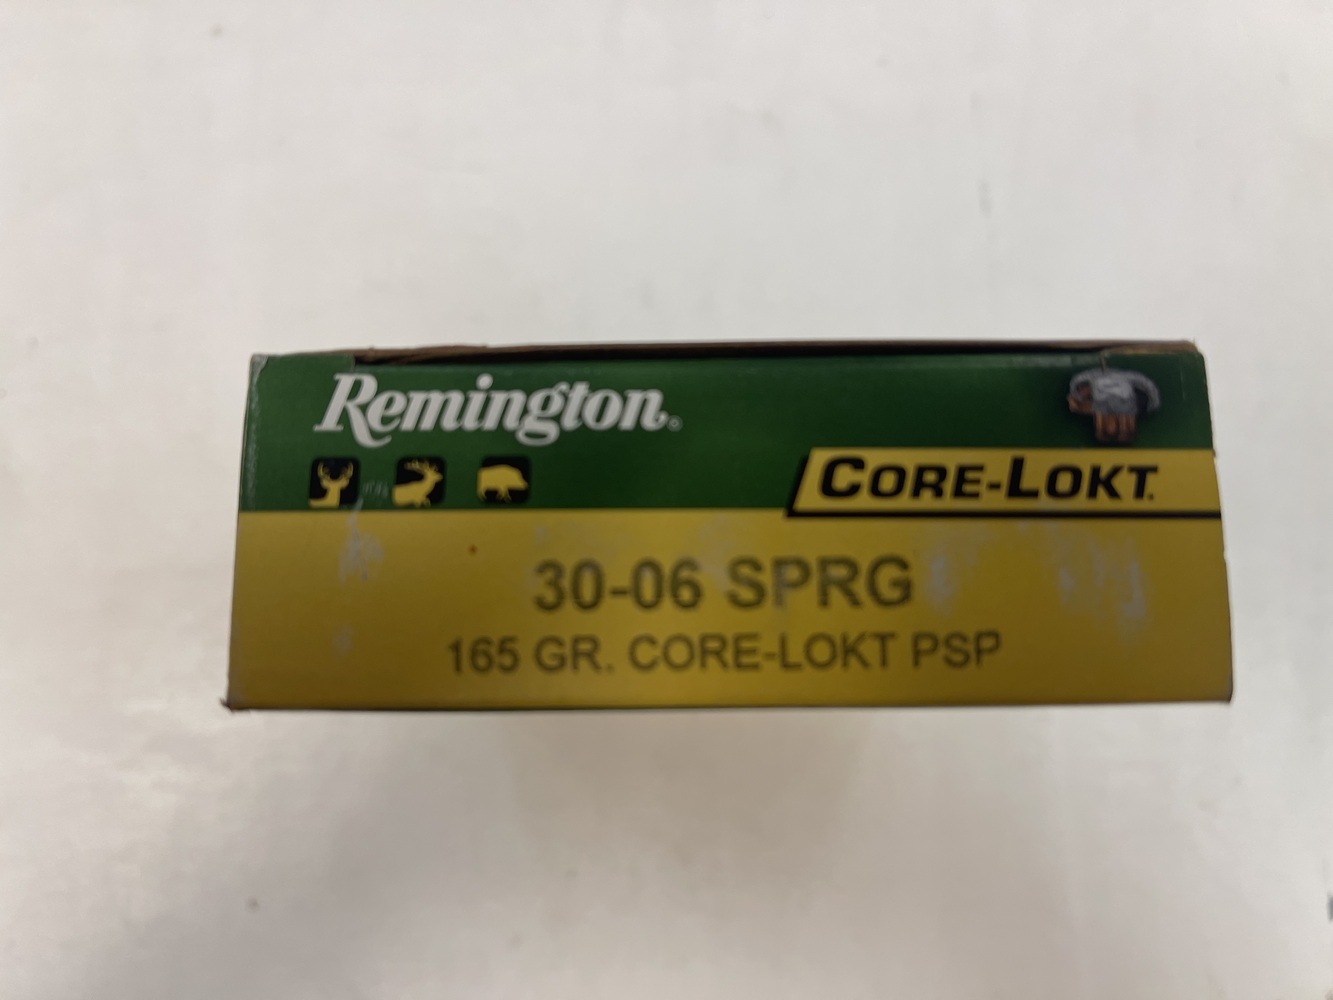 Remington®
CORE-LOKT
30-06 SPRG
165 GR. CORE-LOKT PSP